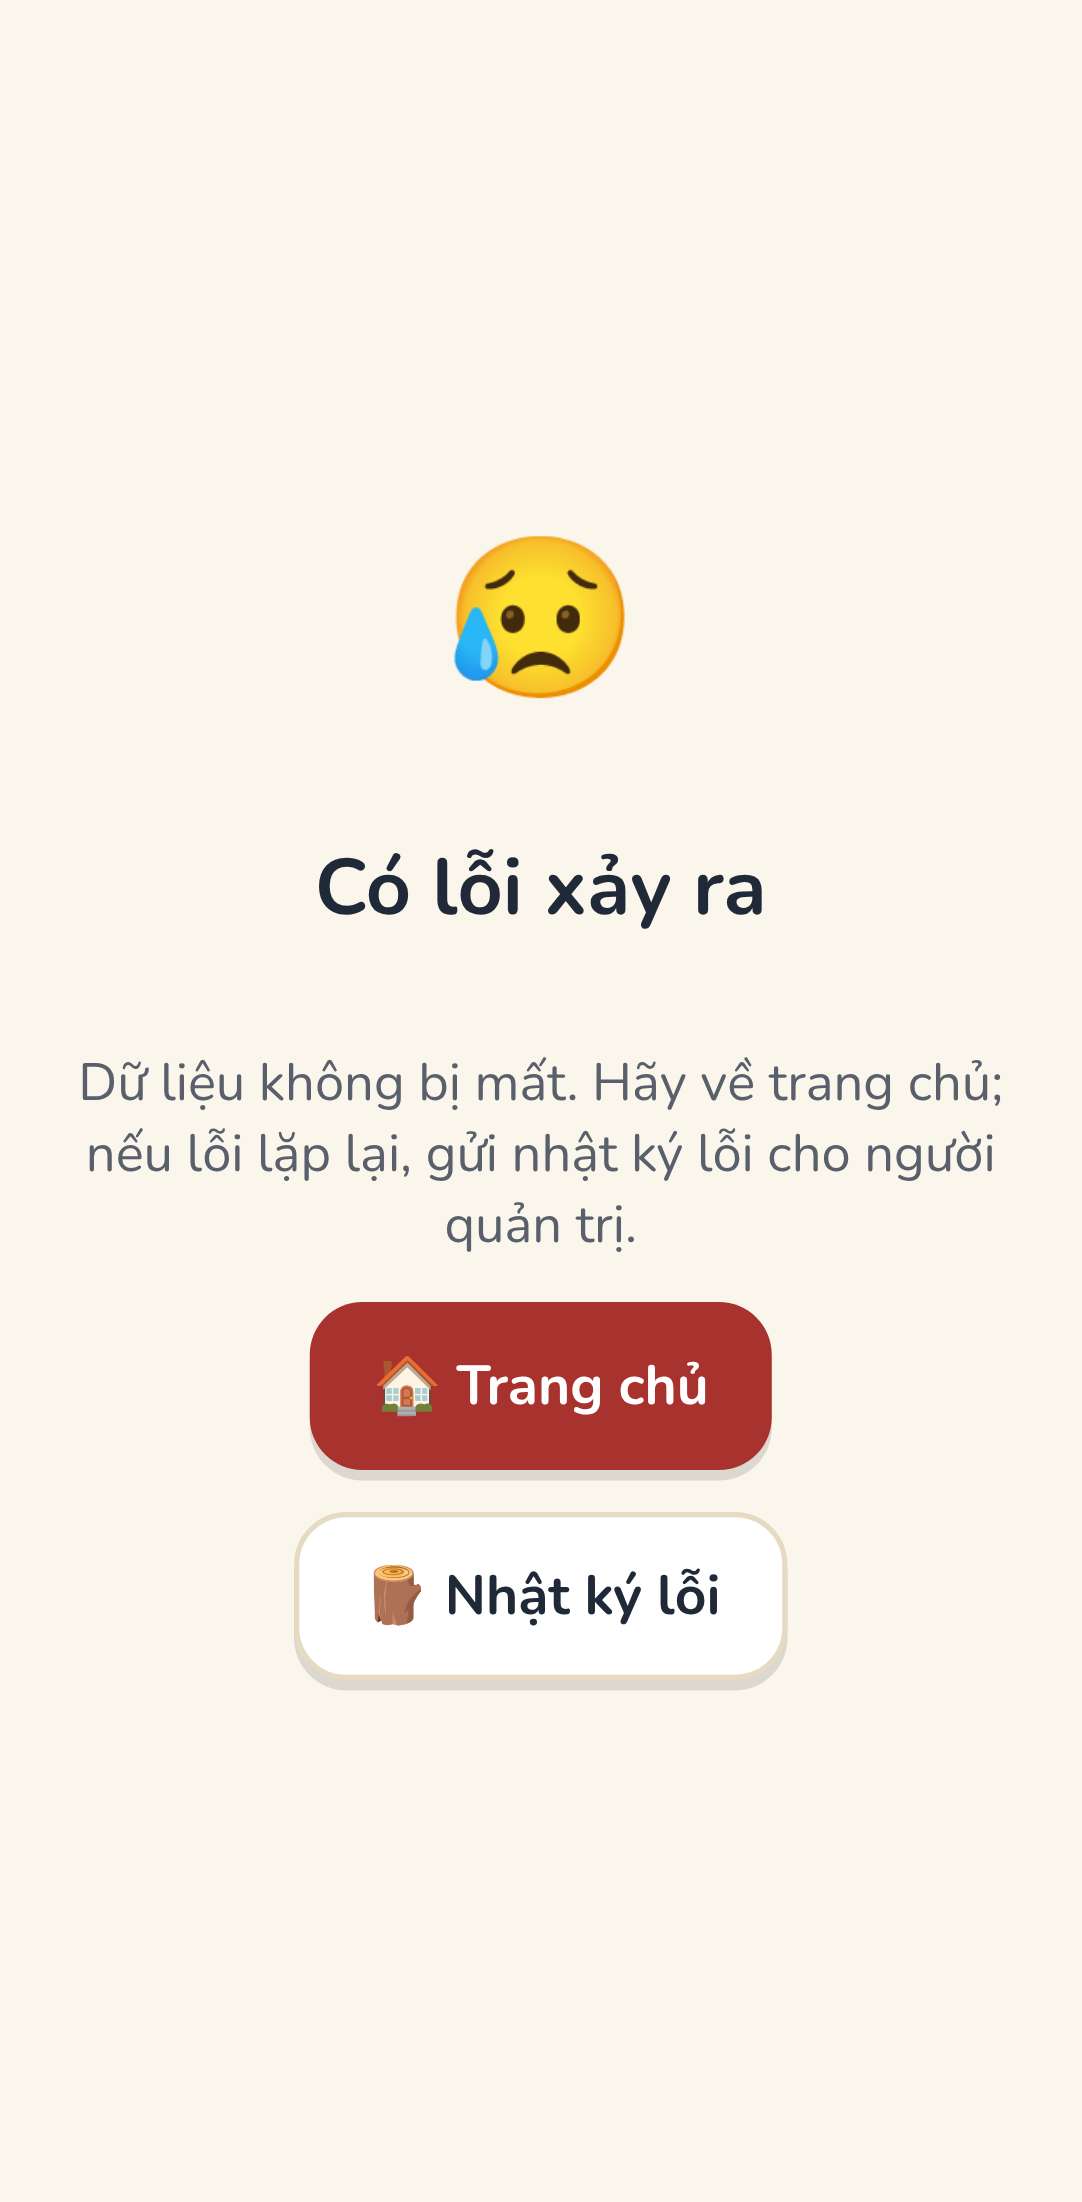 Có lỗi xảy ra
Dữ liệu không bị mất. Hãy về trang chủ;
nếu lỗi lặp lại, gửi nhật ký lỗi cho người
quản trị.
🏠 Trang chủ
🪵 Nhật ký lỗi